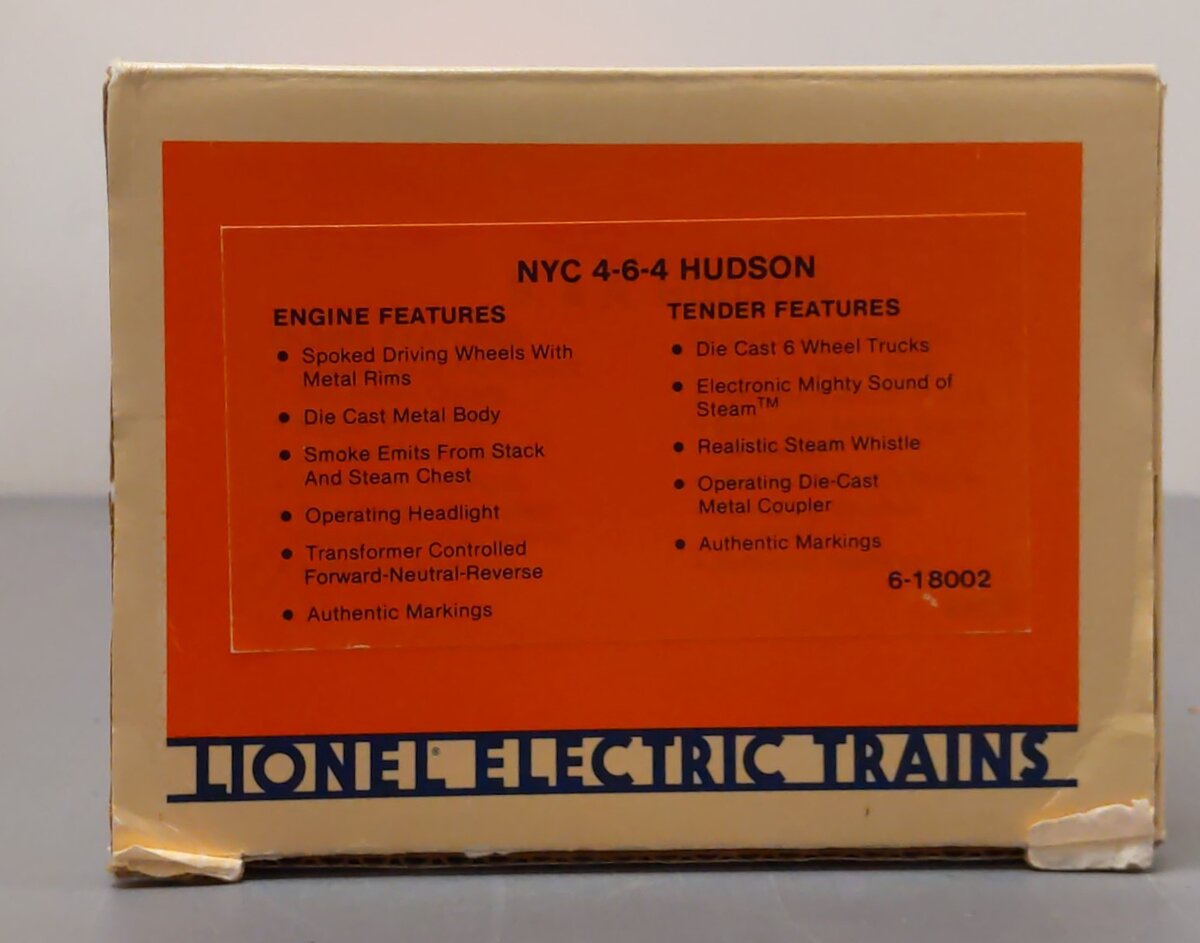 NYC 4-6-4 HUDSON
ENGINE FEATURES
• Spoked Driving Wheels With
Metal Rims
• Die Cast Metal Body
• Smoke Emits From Stack
And Steam Chest
• Operating Headlight
• Transformer Controlled
Forward-Neutral-Reverse
• Authentic Markings
TENDER FEATURES
• Die Cast 6 Wheel Trucks
• Electronic Mighty Sound of
Steam™
• Realistic Steam Whistle
• Operating Die-Cast
Metal Coupler
• Authentic Markings
6-18002
LIONEL® ELECTRIC TRAINS